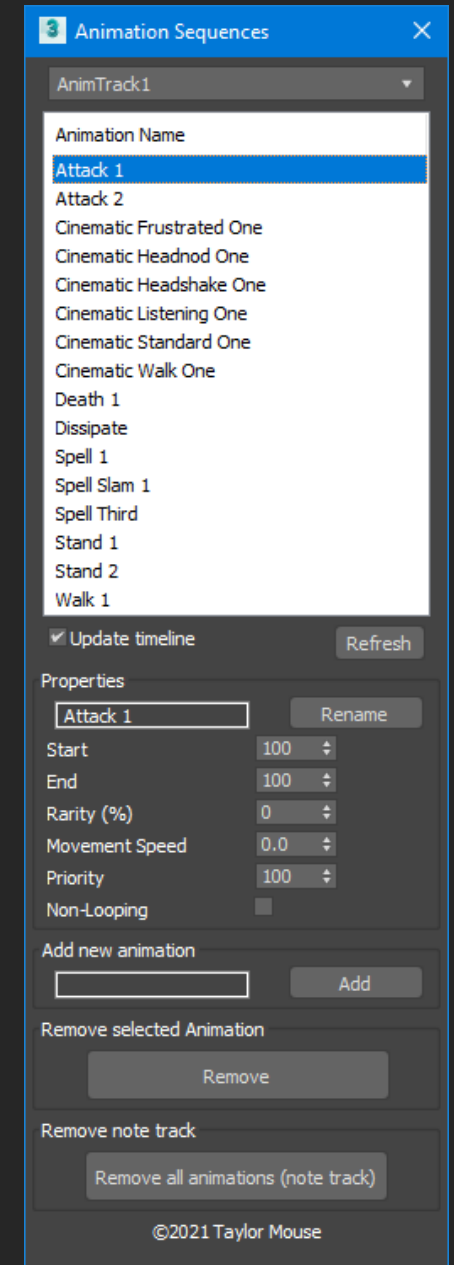 3 Animation Sequences
AnimTrack1
Animation Name
Attack 1
Attack 2
Cinematic Frustrated One
Cinematic Headnod One
Cinematic Headshake One
Cinematic Listening One
Cinematic Standard One
Cinematic Walk One
Death 1
Dissipate
Spell 1
Spell Slam 1
Spell Third
Stand 1
Stand 2
Walk 1
Update timeline Refresh
Properties
Attack 1 Rename
Start 100
End 100
Rarity (%) 0
Movement Speed 0.0
Priority 100
Non-Looping
Add new animation
Add
Remove selected Animation
Remove
Remove note track
Remove all animations (note track)
©2021 Taylor Mouse